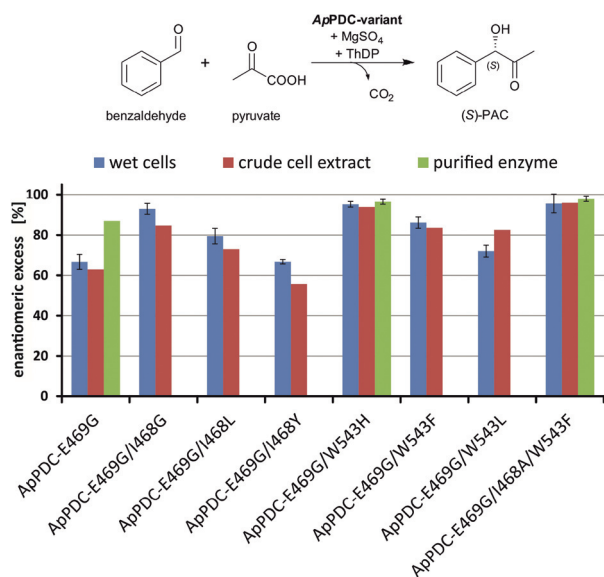 ApPDC-variant
+ MgSO4
+ ThDP
CO2
O
+
O
COOH
OH
(S)
O
benzaldehyde
pyruvate
(S)-PAC
wet cells
crude cell extract
purified enzyme
enantiomeric excess [%]
100
80
60
40
20
0
ApPDC-E469G
ApPDC-E469G/I468G
ApPDC-E469G/I468L
ApPDC-E469G/I468Y
ApPDC-E469G/W543H
ApPDC-E469G/W543F
ApPDC-E469G/W543L
ApPDC-E469G/I468A/W543F